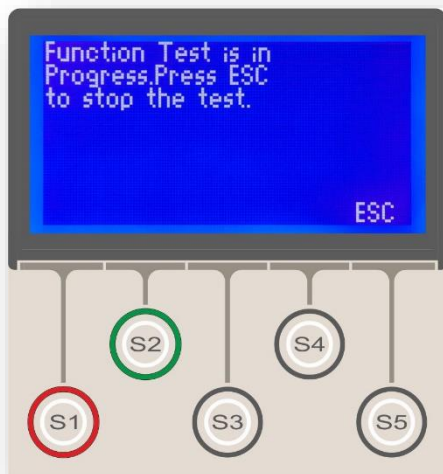 Function Test is in
Progress.Press ESC
to stop the test.
ESC
S2
S4
S1
S3
S5